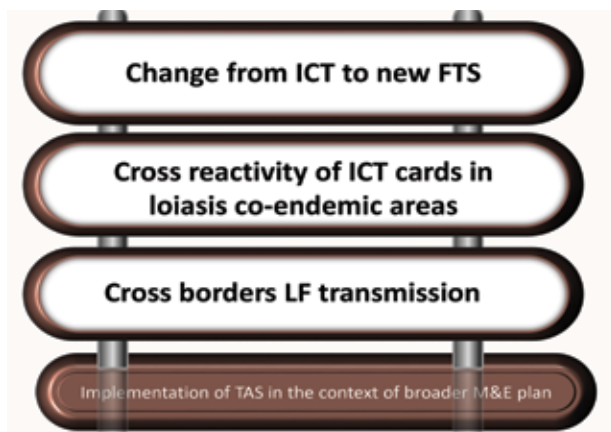 Change from ICT to new FTS
Cross reactivity of ICT cards in
loiasis co-endemic areas
Cross borders LF transmission
Implementation of TAS in the context of broader M&E plan